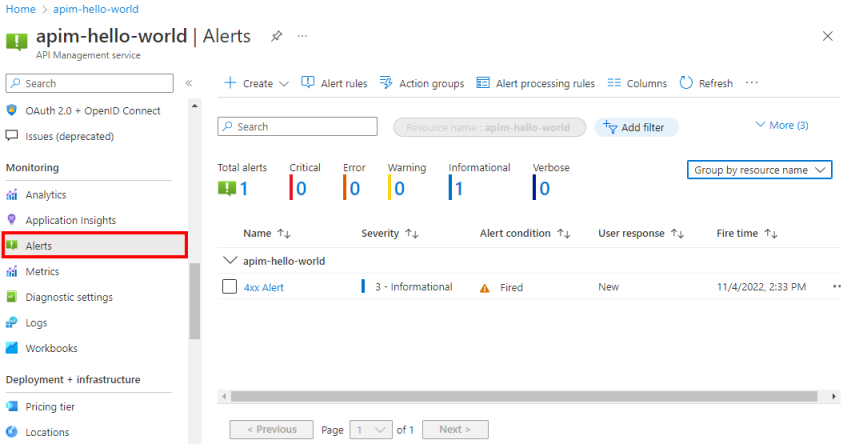 Home > apim-hello-world
apim-hello-world | Alerts
API Management service
Search
OAuth 2.0 + OpenID Connect
Issues (deprecated)
Monitoring
Analytics
Application Insights
Alerts
Metrics
Diagnostic settings
Logs
Workbooks
Deployment + infrastructure
Pricing tier
Locations
Create Alert rules Action groups Alert processing rules Columns Refresh
Search Resource name : apim-hello-world Add filter More (3)
Total alerts Critical Error Warning Informational Verbose
1 0 0 0 1 0
Group by resource name
Name Severity Alert condition User response Fire time
apim-hello-world
4xx Alert 3 - Informational Fired New 11/4/2022, 2:33 PM
< Previous Page 1 of 1 Next >